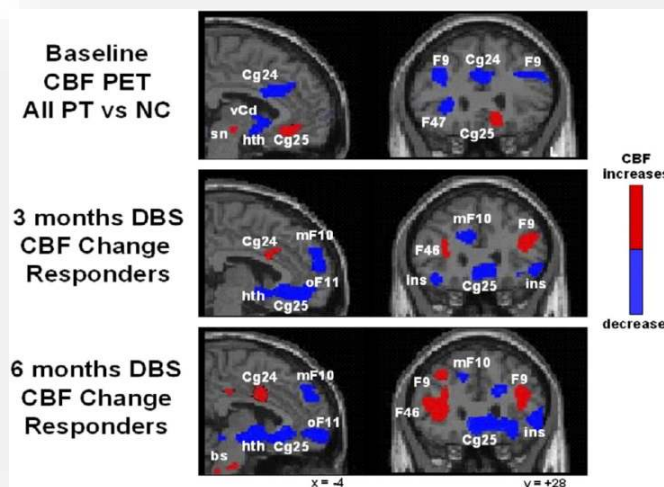 Baseline
CBF PET
All PT vs NC
Cg24
vCd
sn
hth
Cg25
F9
Cg24
F9
F47
Cg25
L
CBF
increases
decrease
3 months DBS
CBF Change
Responders
Cg24
mF10
oF11
hth
Cg25
mF10
F9
F46
ins
Cg25
ins
6 months DBS
CBF Change
Responders
Cg24
mF10
oF11
hth
Cg25
bs
mF10
F9
F9
F46
Cg25
ins
x = -4
y = +28